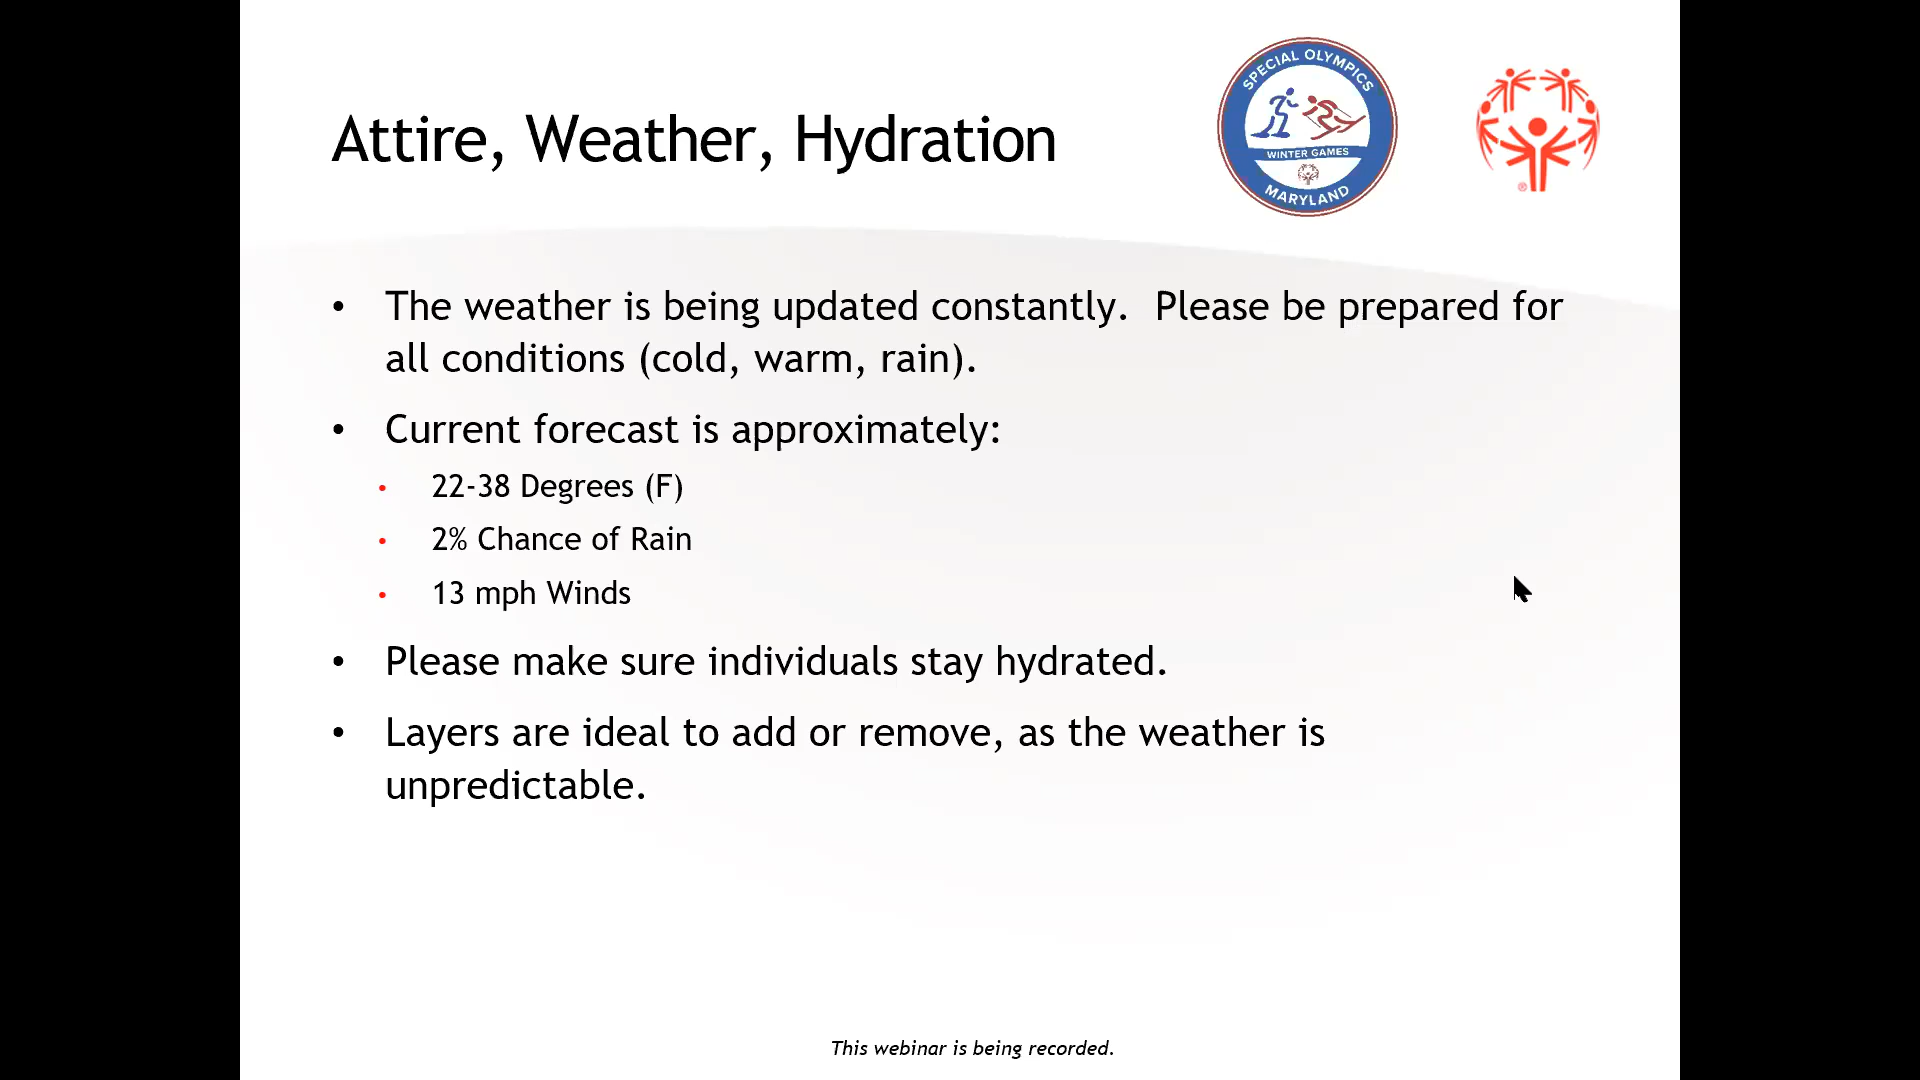 SPECIAL OLYMPICS
WINTER GAMES
MARYLAND
®
Attire, Weather, Hydration
• The weather is being updated constantly.  Please be prepared for
all conditions (cold, warm, rain).
• Current forecast is approximately:
• 22-38 Degrees (F)
• 2% Chance of Rain
• 13 mph Winds
• Please make sure individuals stay hydrated.
• Layers are ideal to add or remove, as the weather is
unpredictable.
This webinar is being recorded.